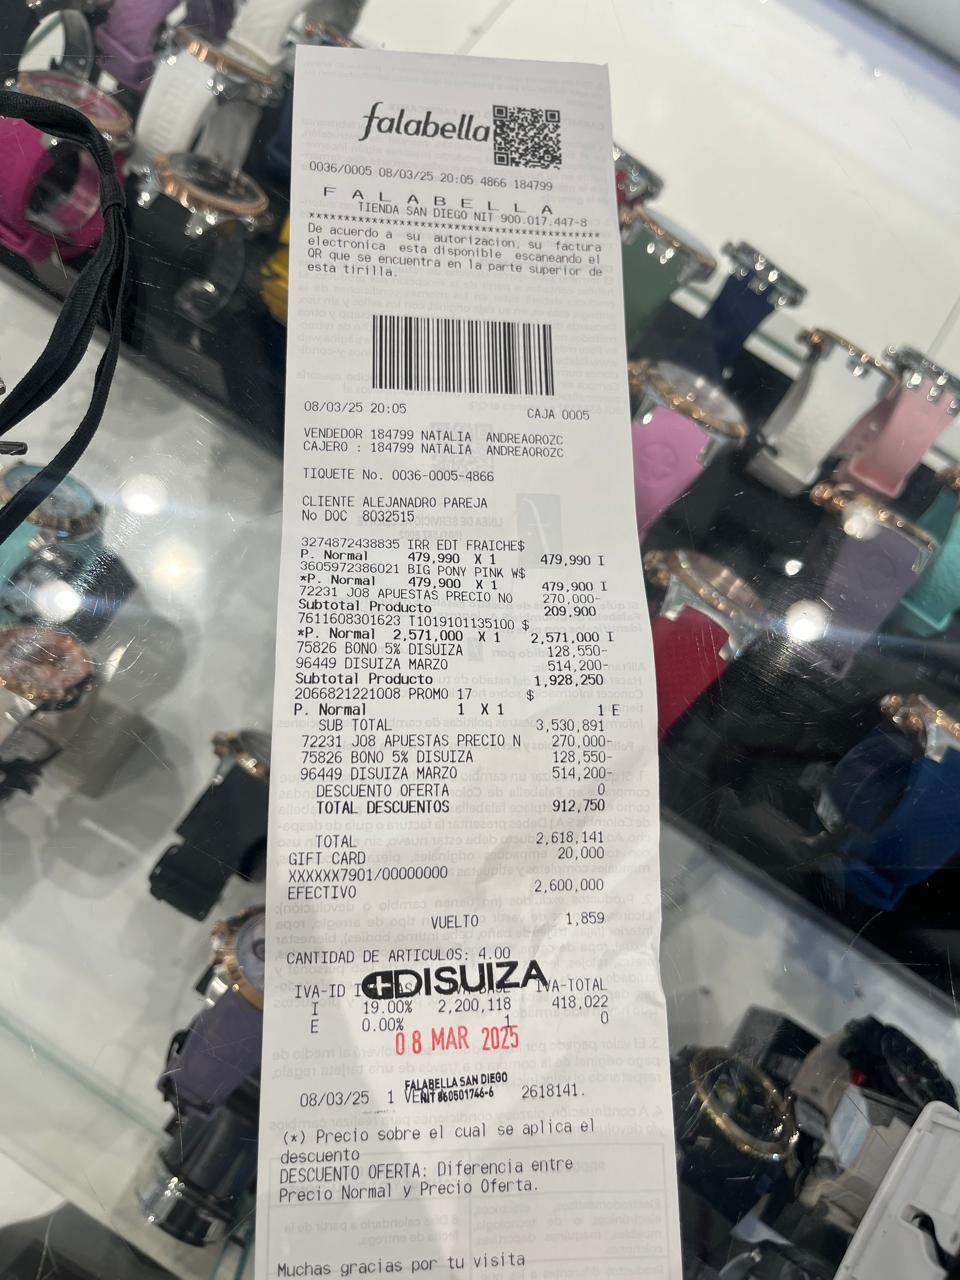 falabella
0036/0005 08/03/25 20:05 4866 184799
F A L A B E L L A
TIENDA SAN DIEGO NIT 900.017.447-8
****************************************
De acuerdo a su autorizacion, su factura
electronica esta disponible escaneando el
QR que se encuentra en la parte superior de
esta tirilla.
08/03/25 20:05 CAJA 0005
VENDEDOR 184799 NATALIA ANDREAOROZC
CAJERO : 184799 NATALIA ANDREAOROZC
TIQUETE No. 0036-0005-4866
CLIENTE ALEJANADRO PAREJA
No DOC 8032515
3274872438835 IRR EDT FRAICHE$
P. Normal 479,990 X 1 479,990 I
3605972386021 BIG PONY PINK W$
*P. Normal 479,900 X 1 479,900 I
72231 JO8 APUESTAS PRECIO NO 270,000-
Subtotal Producto 209,900
7611608301623 T1019101135100 $
*P. Normal 2,571,000 X 1 2,571,000 I
75826 BONO 5% DISUIZA 128,550-
96449 DISUIZA MARZO 514,200-
Subtotal Producto 1,928,250
2066821221008 PROMO 17 $
P. Normal 1 X 1 1 E
SUB TOTAL 3,530,891
72231 JO8 APUESTAS PRECIO N 270,000-
75826 BONO 5% DISUIZA 128,550-
96449 DISUIZA MARZO 514,200-
DESCUENTO OFERTA 0
TOTAL DESCUENTOS 912,750
TOTAL 2,618,141
GIFT CARD 20,000
XXXXXX7901/00000000
EFECTIVO 2,600,000
VUELTO 1,859
CANTIDAD DE ARTICULOS: 4.00
DISUIZA
IVA-ID IVA-TOTAL
I 19.00% 2,200,118 418,022
E 0.00% 1 0
08 MAR 2025
FALABELLA SAN DIEGO
NIT 860501746-6
08/03/25 1 2618141.
(*) Precio sobre el cual se aplica el
descuento
DESCUENTO OFERTA: Diferencia entre
Precio Normal y Precio Oferta.
Muchas gracias por tu visita